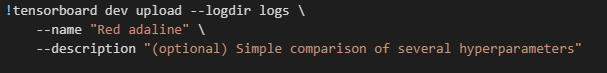 !tensorboard dev upload --logdir logs \
--name "Red adaline" \
--description "(optional) Simple comparison of several hyperparameters"